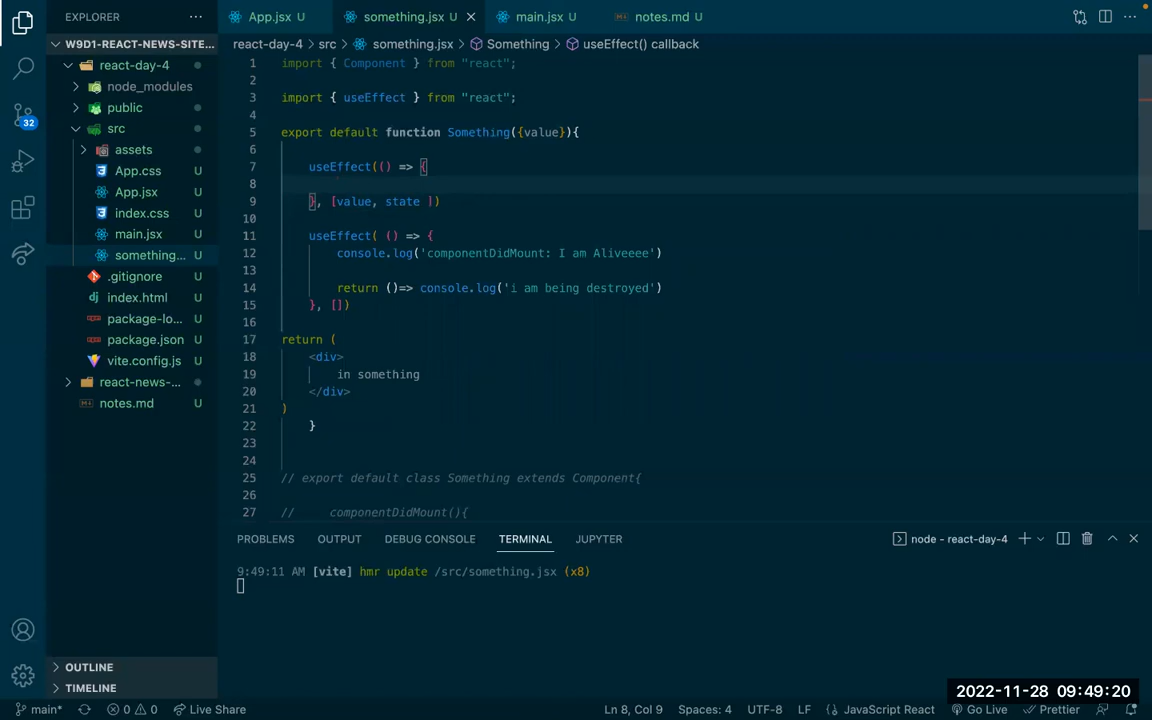 EXPLORER
App.jsx U
something.jsx U
main.jsx U
notes.md U
W9D1-REACT-NEWS-SITE...
react-day-4 > src > something.jsx > Something > useEffect() callback
react-day-4
node_modules
public
src
assets
App.css U
App.jsx U
index.css U
main.jsx U
something... U
.gitignore U
index.html U
package-lo... U
package.json U
vite.config.js U
react-news-...
notes.md U
32
1 import { Component } from "react";
2
3 import { useEffect } from "react";
4
5 export default function Something({value}){
6
7 useEffect(() => {
8
9 }, [value, state ])
10
11 useEffect( () => {
12 console.log('componentDidMount: I am Aliveeee')
13
14 return ()=> console.log('i am being destroyed')
15 }, [])
16
17 return (
18 <div>
19 in something
20 </div>
21 )
22 }
23
24
25 // export default class Something extends Component{
26
27 // componentDidMount(){
PROBLEMS OUTPUT DEBUG CONSOLE TERMINAL JUPYTER
node - react-day-4
9:49:11 AM [vite] hmr update /src/something.jsx (x8)
OUTLINE
TIMELINE
2022-11-28 09:49:20
main* 0 0 Live Share Ln 8, Col 9 Spaces: 4 UTF-8 LF JavaScript React Go Live Prettier